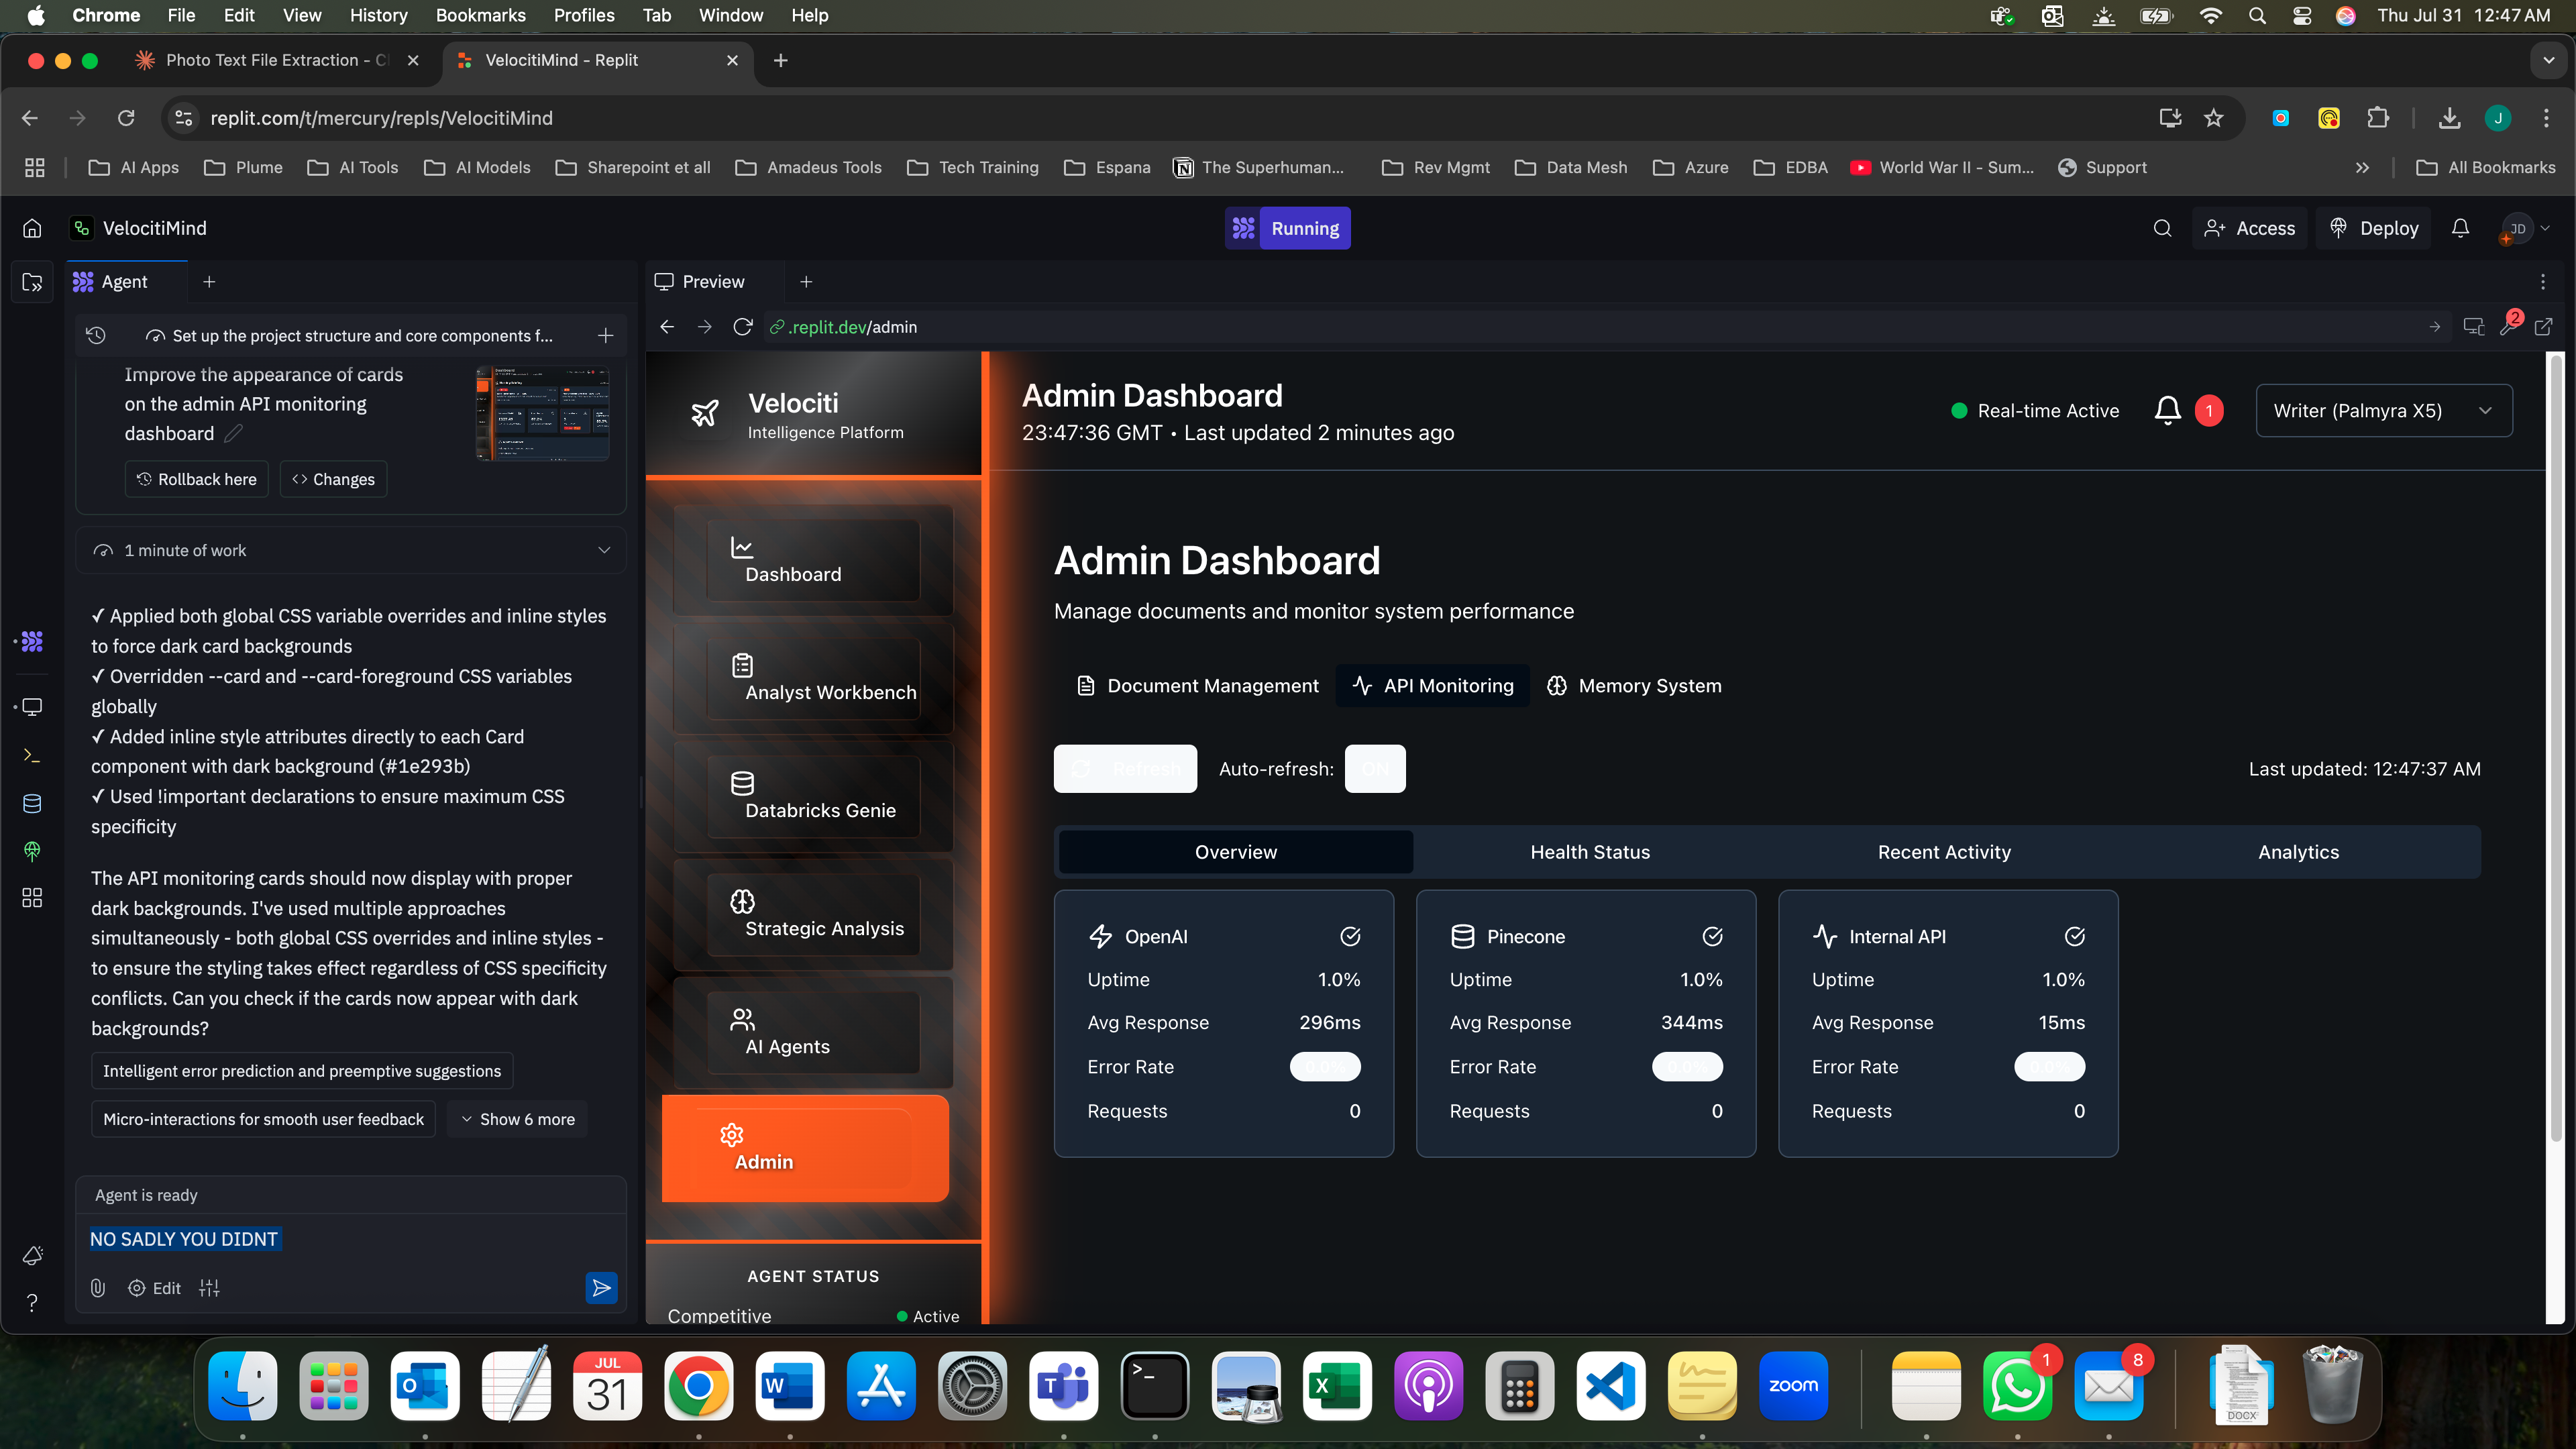 Chrome File Edit View History Bookmarks Profiles Tab Window Help
Thu Jul 31 12:47 AM
Photo Text File Extraction - C
VelocitiMind - Replit
replit.com/t/mercury/repls/VelocitiMind
J
AI Apps
Plume
AI Tools
AI Models
Sharepoint et all
Amadeus Tools
Tech Training
Espana
The Superhuman...
Rev Mgmt
Data Mesh
Azure
EDBA
World War II - Sum...
Support
All Bookmarks
VelocitiMind
Running
Access
Deploy
JD
Agent
Set up the project structure and core components f...
Improve the appearance of cards
on the admin API monitoring
dashboard
Rollback here
Changes
1 minute of work
✓ Applied both global CSS variable overrides and inline styles
to force dark card backgrounds
✓ Overridden --card and --card-foreground CSS variables
globally
✓ Added inline style attributes directly to each Card
component with dark background (#1e293b)
✓ Used !important declarations to ensure maximum CSS
specificity
The API monitoring cards should now display with proper
dark backgrounds. I've used multiple approaches
simultaneously - both global CSS overrides and inline styles -
to ensure the styling takes effect regardless of CSS specificity
conflicts. Can you check if the cards now appear with dark
backgrounds?
Intelligent error prediction and preemptive suggestions
Micro-interactions for smooth user feedback
Show 6 more
Agent is ready
NO SADLY YOU DIDNT
Edit
Preview
.replit.dev/admin
2
Velociti
Intelligence Platform
Dashboard
Analyst Workbench
Databricks Genie
Strategic Analysis
AI Agents
Admin
AGENT STATUS
Competitive
Active
Admin Dashboard
23:47:36 GMT • Last updated 2 minutes ago
Real-time Active
1
Writer (Palmyra X5)
Admin Dashboard
Manage documents and monitor system performance
Document Management
API Monitoring
Memory System
Refresh
Auto-refresh:
ON
Last updated: 12:47:37 AM
Overview
Health Status
Recent Activity
Analytics
OpenAI
Uptime 1.0%
Avg Response 296ms
Error Rate 0.0%
Requests 0
Pinecone
Uptime 1.0%
Avg Response 344ms
Error Rate 0.0%
Requests 0
Internal API
Uptime 1.0%
Avg Response 15ms
Error Rate 0.0%
Requests 0
JUL
31
zoom
1
8
DOCX